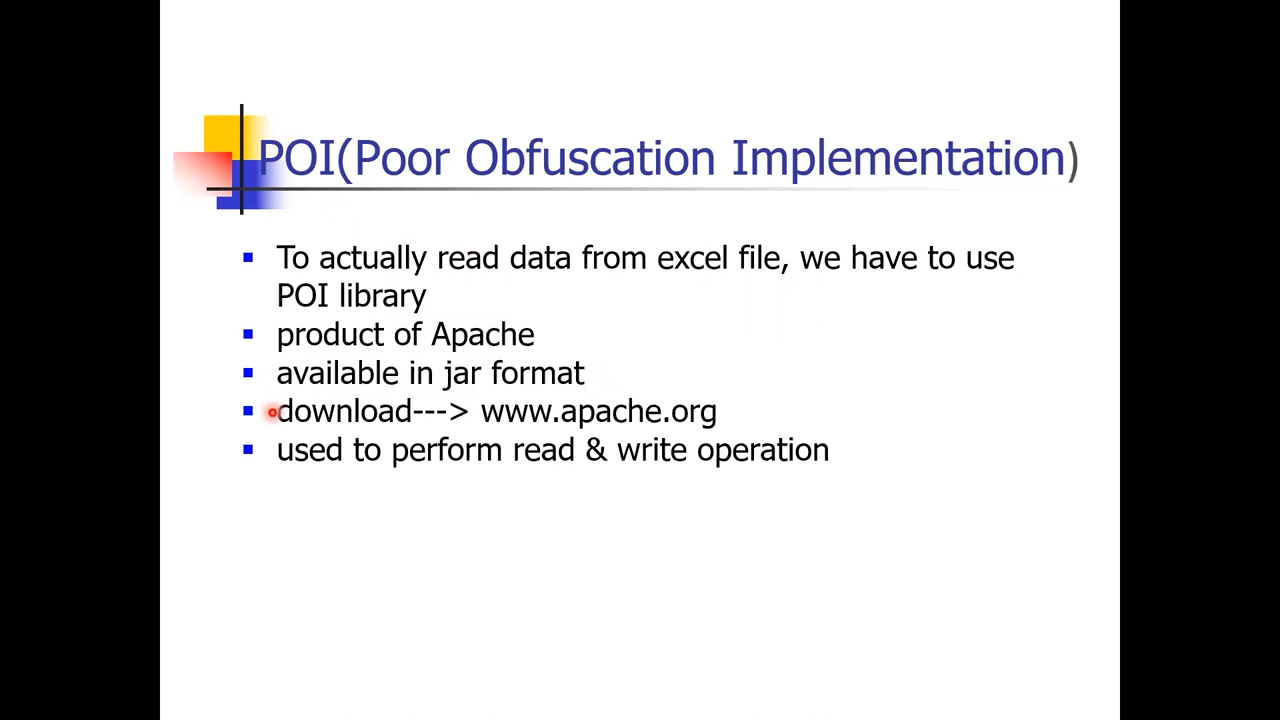 POI(Poor Obfuscation Implementation)
To actually read data from excel file, we have to use
POI library
product of Apache
available in jar format
download---> www.apache.org
used to perform read & write operation